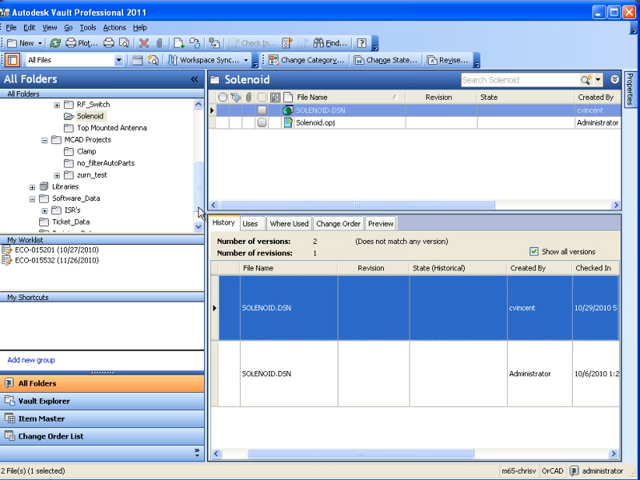 Autodesk Vault Professional 2011
File Edit View Go Tools Actions Help
New Plot... Check In... Find...
All Files Workspace Sync... Change Category... Change State... Revise...
All Folders
All Folders
RF_Switch
Solenoid
Top Mounted Antenna
MCAD Projects
Clamp
no_filterAutoParts
zurn_test
Libraries
Software_Data
ISR's
Ticket_Data
My Worklist
ECO-015201 (10/27/2010)
ECO-015532 (11/26/2010)
My Shortcuts
Add new group
All Folders
Vault Explorer
Item Master
Change Order List
Solenoid
Search Solenoid
File Name Revision State Created By
SOLENOID.DSN cvincent
Solenoid.opj Administrator
Properties
History Uses Where Used Change Order Preview
Number of versions: 2 (Does not match any version)
Number of revisions: 1
Show all versions
File Name Revision State (Historical) Created By Checked In
SOLENOID.DSN cvincent 10/29/2010 5
SOLENOID.DSN Administrator 10/6/2010 1:2
2 File(s) (1 selected) m65-chrisv OrCAD administrator